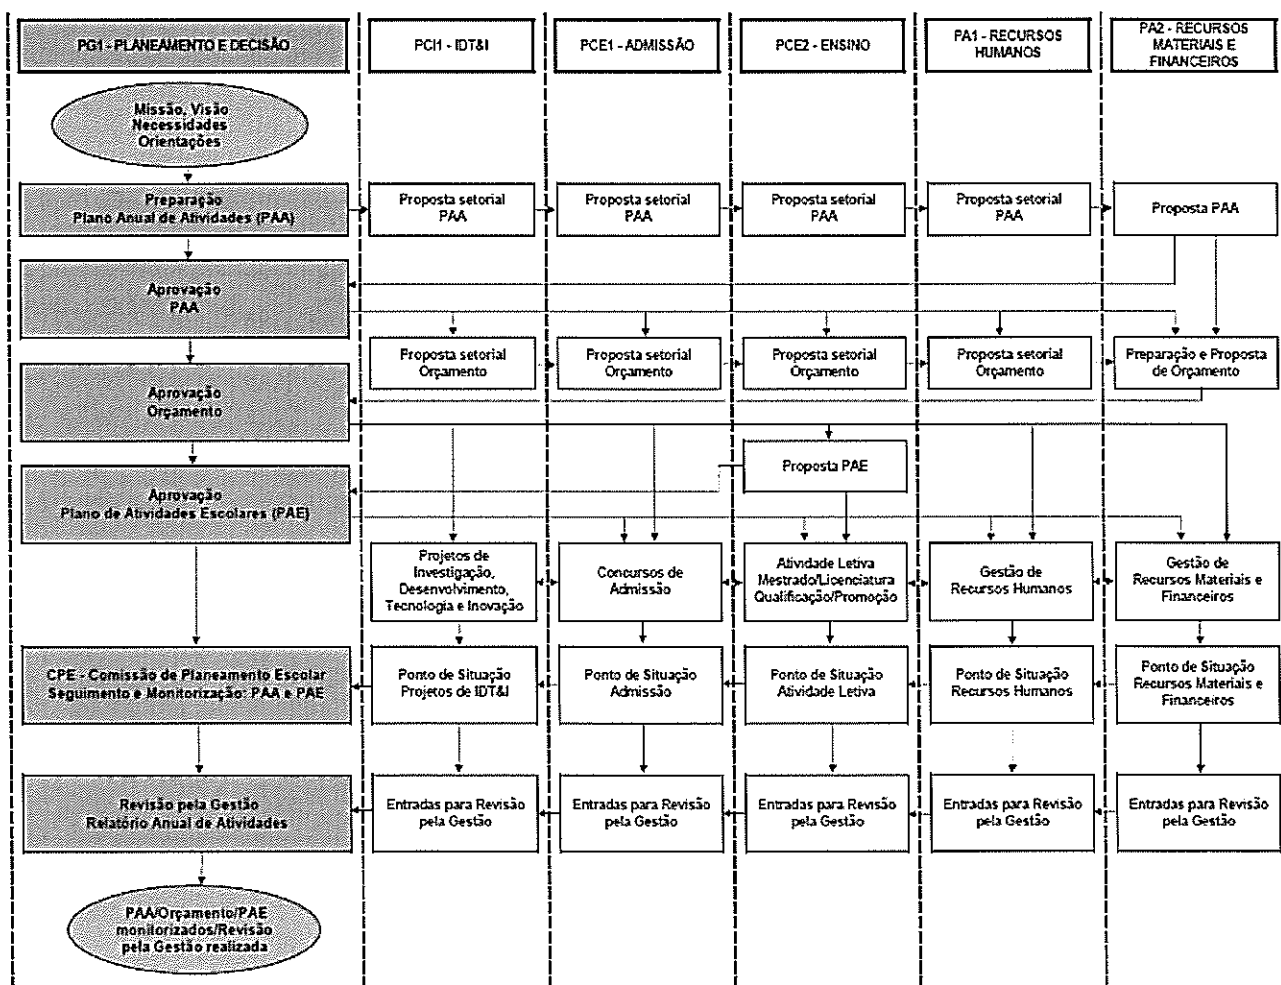 PG1 - PLANEAMENTO E DECISÃO
PCI1 - IDT&I
PCE1 - ADMISSÃO
PCE2 - ENSINO
PA1 - RECURSOS
HUMANOS
PA2 - RECURSOS
MATERIAIS E
FINANCEIROS
Missão, Visão
Necessidades
Orientações
Preparação
Plano Anual de Atividades (PAA)
Proposta setorial
PAA
Proposta setorial
PAA
Proposta setorial
PAA
Proposta setorial
PAA
Proposta PAA
Aprovação
PAA
Proposta setorial
Orçamento
Proposta setorial
Orçamento
Proposta setorial
Orçamento
Proposta setorial
Orçamento
Preparação e Proposta
de Orçamento
Aprovação
Orçamento
Proposta PAE
Aprovação
Plano de Atividades Escolares (PAE)
Projetos de
Investigação,
Desenvolvimento,
Tecnologia e Inovação
Concursos de
Admissão
Atividade Letiva
Mestrado/Licenciatura
Qualificação/Promoção
Gestão de
Recursos Humanos
Gestão de
Recursos Materiais e
Financeiros
CPE - Comissão de Planeamento Escolar
Seguimento e Monitorização: PAA e PAE
Ponto de Situação
Projetos de IDT&I
Ponto de Situação
Admissão
Ponto de Situação
Atividade Letiva
Ponto de Situação
Recursos Humanos
Ponto de Situação
Recursos Materiais e
Financeiros
Revisão pela Gestão
Relatório Anual de Atividades
Entradas para Revisão
pela Gestão
Entradas para Revisão
pela Gestão
Entradas para Revisão
pela Gestão
Entradas para Revisão
pela Gestão
Entradas para Revisão
pela Gestão
PAA/Orçamento/PAE
monitorizados/Revisão
pela Gestão realizada